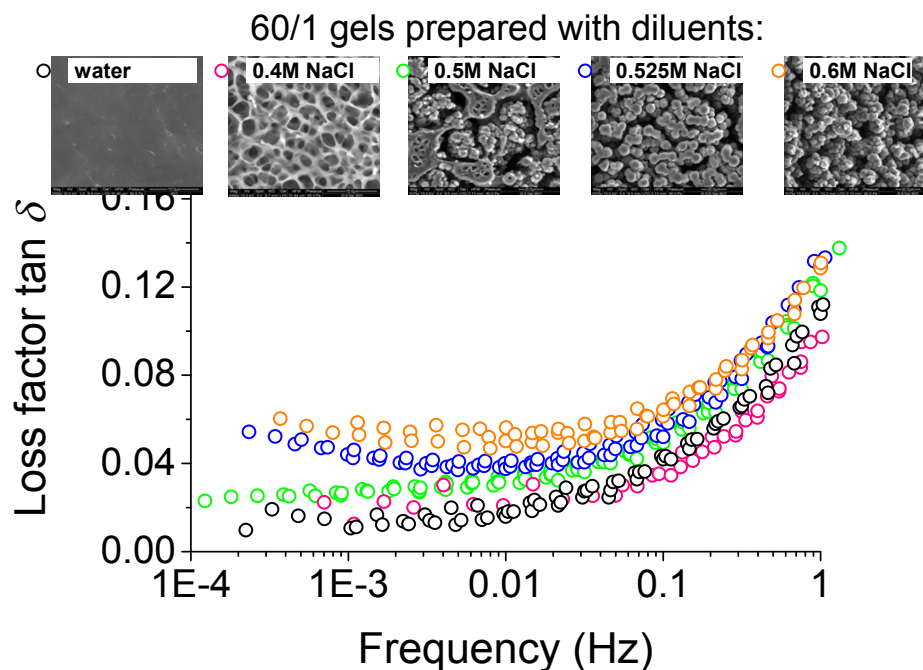 60/1 gels prepared with diluents:
water
0.4M NaCl
0.5M NaCl
0.525M NaCl
0.6M NaCl
0.16
0.12
0.08
0.04
0.00
Loss factor tan δ
1E-4 1E-3 0.01 0.1 1
Frequency (Hz)